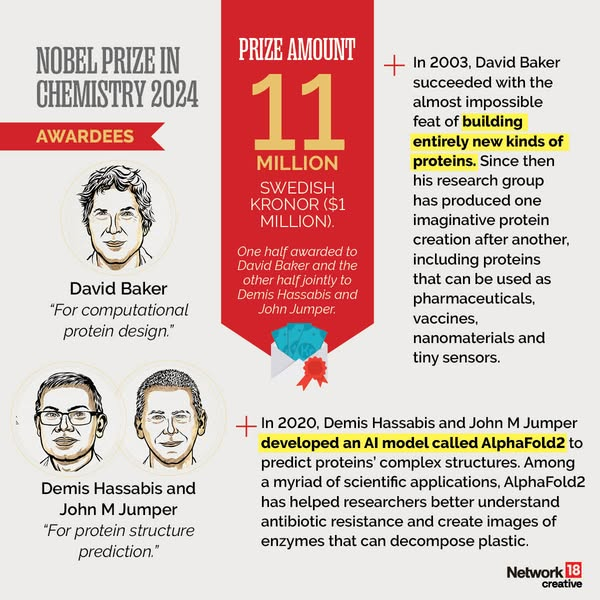 NOBEL PRIZE IN
CHEMISTRY 2024
AWARDEES
David Baker
“For computational
protein design.”
Demis Hassabis and
John M Jumper
“For protein structure
prediction.”
PRIZE AMOUNT
11
MILLION
SWEDISH
KRONOR ($1
MILLION).
One half awarded to
David Baker and the
other half jointly to
Demis Hassabis and
John Jumper.
In 2003, David Baker
succeeded with the
almost impossible
feat of building
entirely new kinds of
proteins. Since then
his research group
has produced one
imaginative protein
creation after another,
including proteins
that can be used as
pharmaceuticals,
vaccines,
nanomaterials and
tiny sensors.
In 2020, Demis Hassabis and John M Jumper
developed an AI model called AlphaFold2 to
predict proteins’ complex structures. Among
a myriad of scientific applications, AlphaFold2
has helped researchers better understand
antibiotic resistance and create images of
enzymes that can decompose plastic.
Network 18
creative